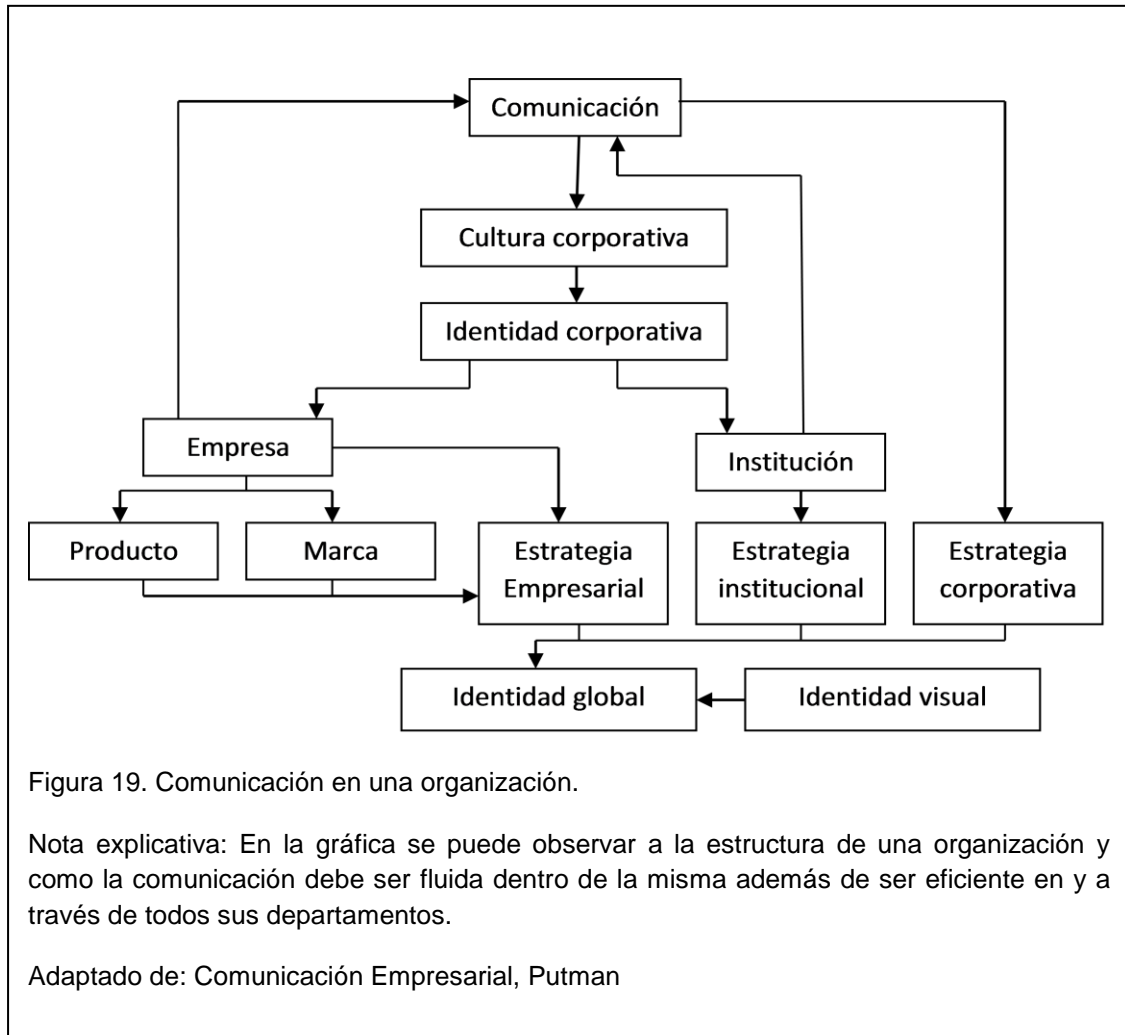 Comunicación
Cultura corporativa
Identidad corporativa
Empresa
Institución
Producto
Marca
Estrategia
Empresarial
Estrategia
institucional
Estrategia
corporativa
Identidad global
Identidad visual
Figura 19. Comunicación en una organización.
Nota explicativa: En la gráfica se puede observar a la estructura de una organización y
como la comunicación debe ser fluida dentro de la misma además de ser eficiente en y a
través de todos sus departamentos.
Adaptado de: Comunicación Empresarial, Putman